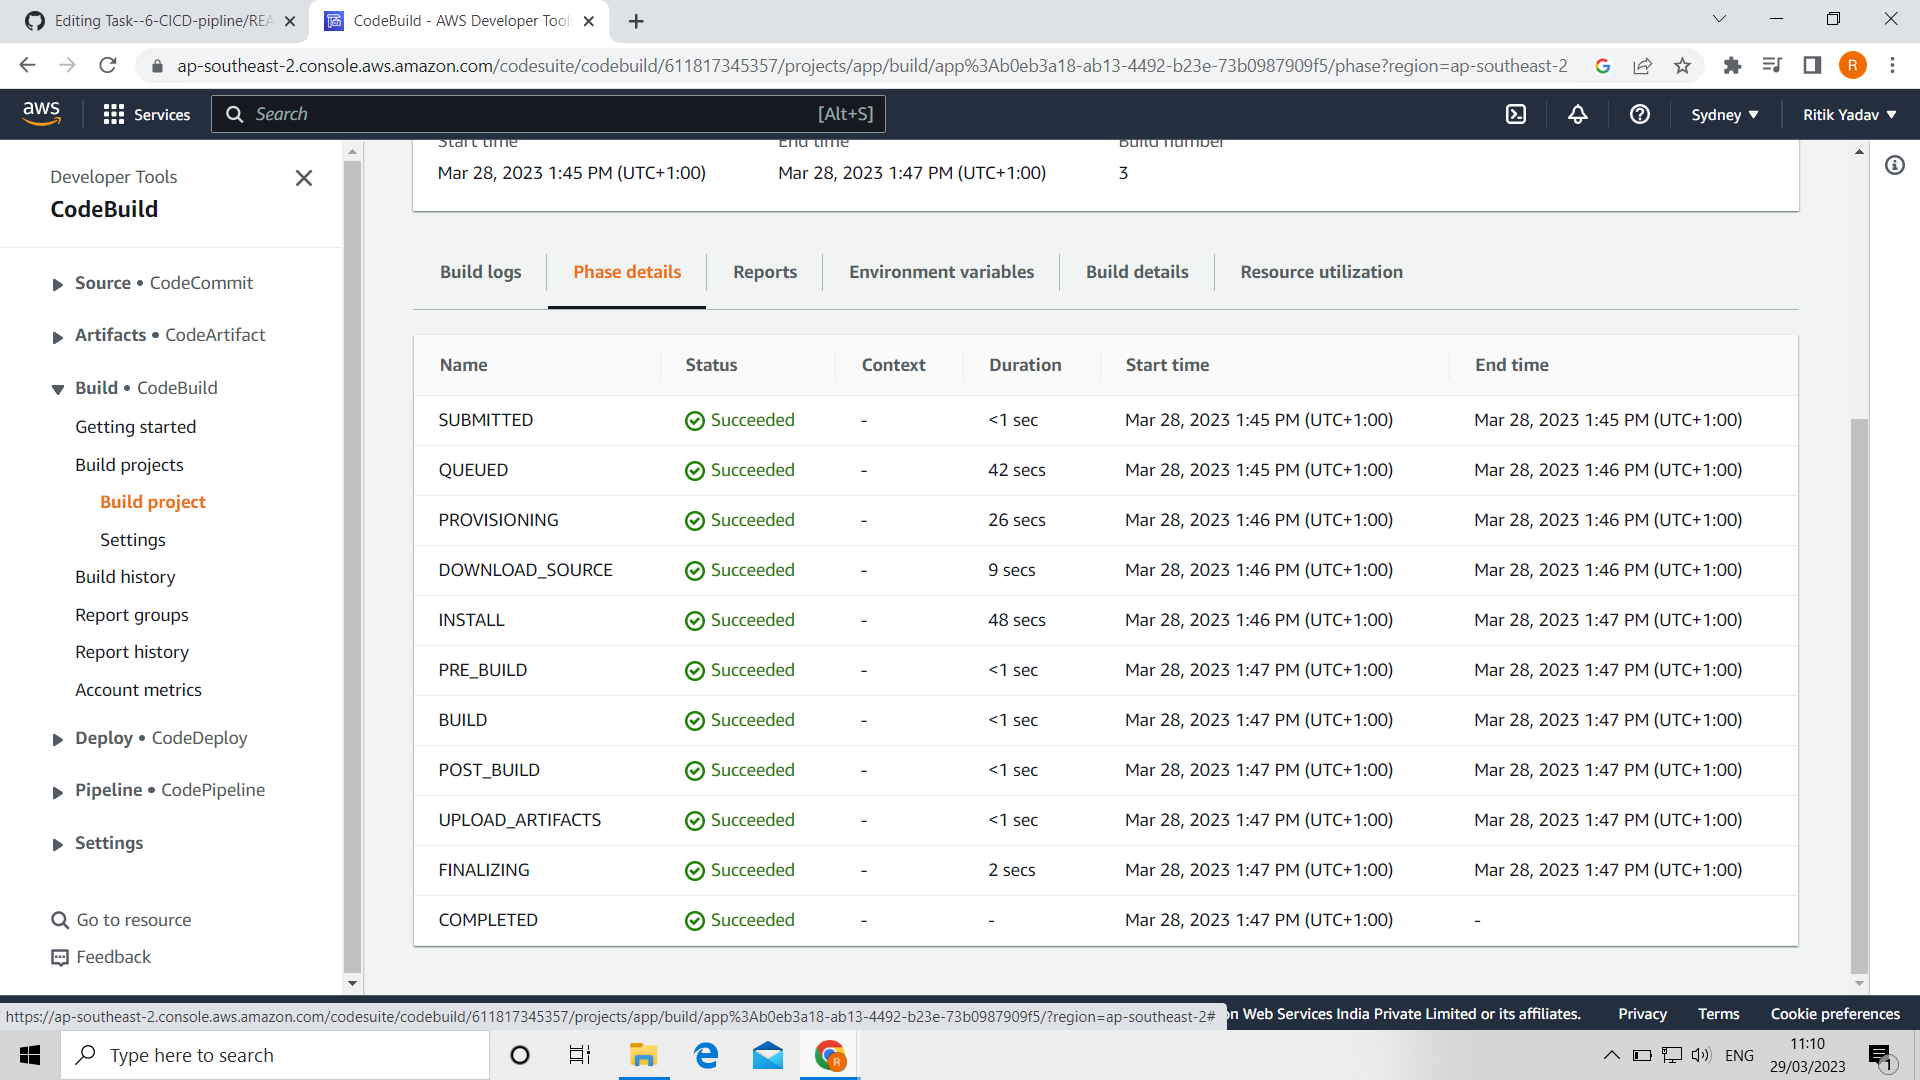 Editing Task--6-CICD-pipline/REA
CodeBuild - AWS Developer Tool
ap-southeast-2.console.aws.amazon.com/codesuite/codebuild/611817345357/projects/app/build/app%3Ab0eb3a18-ab13-4492-b23e-73b0987909f5/phase?region=ap-southeast-2
R
aws
Services
Search
[Alt+S]
Sydney
Ritik Yadav
Developer Tools
CodeBuild
Source • CodeCommit
Artifacts • CodeArtifact
Build • CodeBuild
Getting started
Build projects
Build project
Settings
Build history
Report groups
Report history
Account metrics
Deploy • CodeDeploy
Pipeline • CodePipeline
Settings
Go to resource
Feedback
Start time End time Build number
Mar 28, 2023 1:45 PM (UTC+1:00) Mar 28, 2023 1:47 PM (UTC+1:00) 3
Build logs Phase details Reports Environment variables Build details Resource utilization
Name Status Context Duration Start time End time
SUBMITTED Succeeded - <1 sec Mar 28, 2023 1:45 PM (UTC+1:00) Mar 28, 2023 1:45 PM (UTC+1:00)
QUEUED Succeeded - 42 secs Mar 28, 2023 1:45 PM (UTC+1:00) Mar 28, 2023 1:46 PM (UTC+1:00)
PROVISIONING Succeeded - 26 secs Mar 28, 2023 1:46 PM (UTC+1:00) Mar 28, 2023 1:46 PM (UTC+1:00)
DOWNLOAD_SOURCE Succeeded - 9 secs Mar 28, 2023 1:46 PM (UTC+1:00) Mar 28, 2023 1:46 PM (UTC+1:00)
INSTALL Succeeded - 48 secs Mar 28, 2023 1:46 PM (UTC+1:00) Mar 28, 2023 1:47 PM (UTC+1:00)
PRE_BUILD Succeeded - <1 sec Mar 28, 2023 1:47 PM (UTC+1:00) Mar 28, 2023 1:47 PM (UTC+1:00)
BUILD Succeeded - <1 sec Mar 28, 2023 1:47 PM (UTC+1:00) Mar 28, 2023 1:47 PM (UTC+1:00)
POST_BUILD Succeeded - <1 sec Mar 28, 2023 1:47 PM (UTC+1:00) Mar 28, 2023 1:47 PM (UTC+1:00)
UPLOAD_ARTIFACTS Succeeded - <1 sec Mar 28, 2023 1:47 PM (UTC+1:00) Mar 28, 2023 1:47 PM (UTC+1:00)
FINALIZING Succeeded - 2 secs Mar 28, 2023 1:47 PM (UTC+1:00) Mar 28, 2023 1:47 PM (UTC+1:00)
COMPLETED Succeeded - - Mar 28, 2023 1:47 PM (UTC+1:00) -
https://ap-southeast-2.console.aws.amazon.com/codesuite/codebuild/611817345357/projects/app/build/app%3Ab0eb3a18-ab13-4492-b23e-73b0987909f5/?region=ap-southeast-2#
on Web Services India Private Limited or its affiliates. Privacy Terms Cookie preferences
Type here to search
R
ENG
11:10
29/03/2023
1